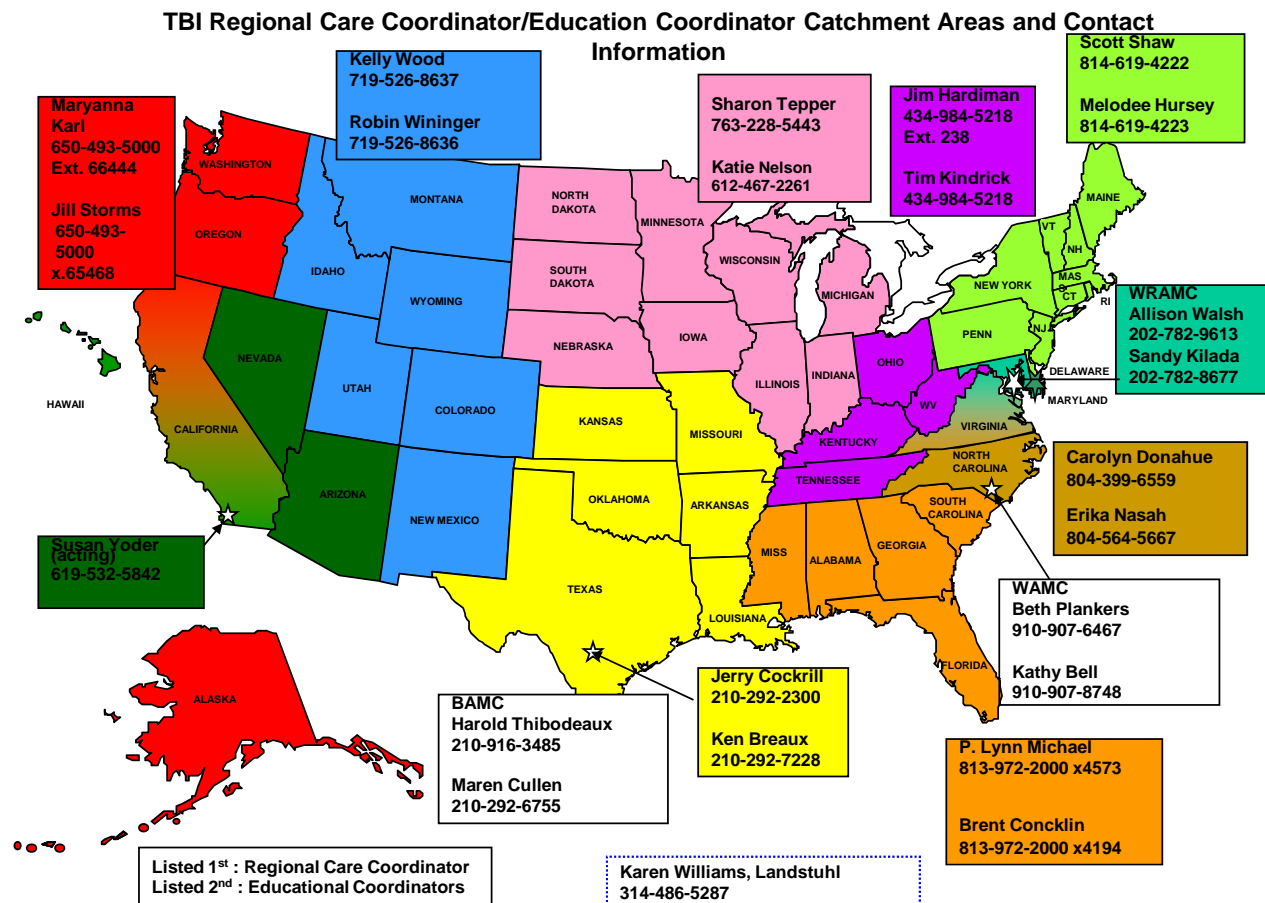 TBI Regional Care Coordinator/Education Coordinator Catchment Areas and Contact
Information
Maryanna
Karl
650-493-5000
Ext. 66444
Jill Storms
650-493-
5000
x.65468
Kelly Wood
719-526-8637
Robin Wininger
719-526-8636
Sharon Tepper
763-228-5443
Katie Nelson
612-467-2261
Jim Hardiman
434-984-5218
Ext. 238
Tim Kindrick
434-984-5218
Scott Shaw
814-619-4222
Melodee Hursey
814-619-4223
WASHINGTON
OREGON
MONTANA
IDAHO
WYOMING
NORTH
DAKOTA
SOUTH
DAKOTA
MINNESOTA
WISCONSIN
MICHIGAN
NEBRASKA
IOWA
ILLINOIS
INDIANA
OHIO
WV
KENTUCKY
TENNESSEE
MAINE
VT
NH
NEW YORK
MAS
S
CT
RI
PENN
NJ
DELAWARE
MARYLAND
VIRGINIA
NORTH
CAROLINA
SOUTH
CAROLINA
NEVADA
UTAH
COLORADO
CALIFORNIA
ARIZONA
NEW MEXICO
KANSAS
MISSOURI
OKLAHOMA
ARKANSAS
TEXAS
LOUISIANA
MISS
ALABAMA
GEORGIA
FLORIDA
HAWAII
ALASKA
WRAMC
Allison Walsh
202-782-9613
Sandy Kilada
202-782-8677
Carolyn Donahue
804-399-6559
Erika Nasah
804-564-5667
WAMC
Beth Plankers
910-907-6467
Kathy Bell
910-907-8748
Susan Yoder
(acting)
619-532-5842
BAMC
Harold Thibodeaux
210-916-3485
Maren Cullen
210-292-6755
Jerry Cockrill
210-292-2300
Ken Breaux
210-292-7228
P. Lynn Michael
813-972-2000 x4573
Brent Concklin
813-972-2000 x4194
Listed 1st : Regional Care Coordinator
Listed 2nd : Educational Coordinators
Karen Williams, Landstuhl
314-486-5287